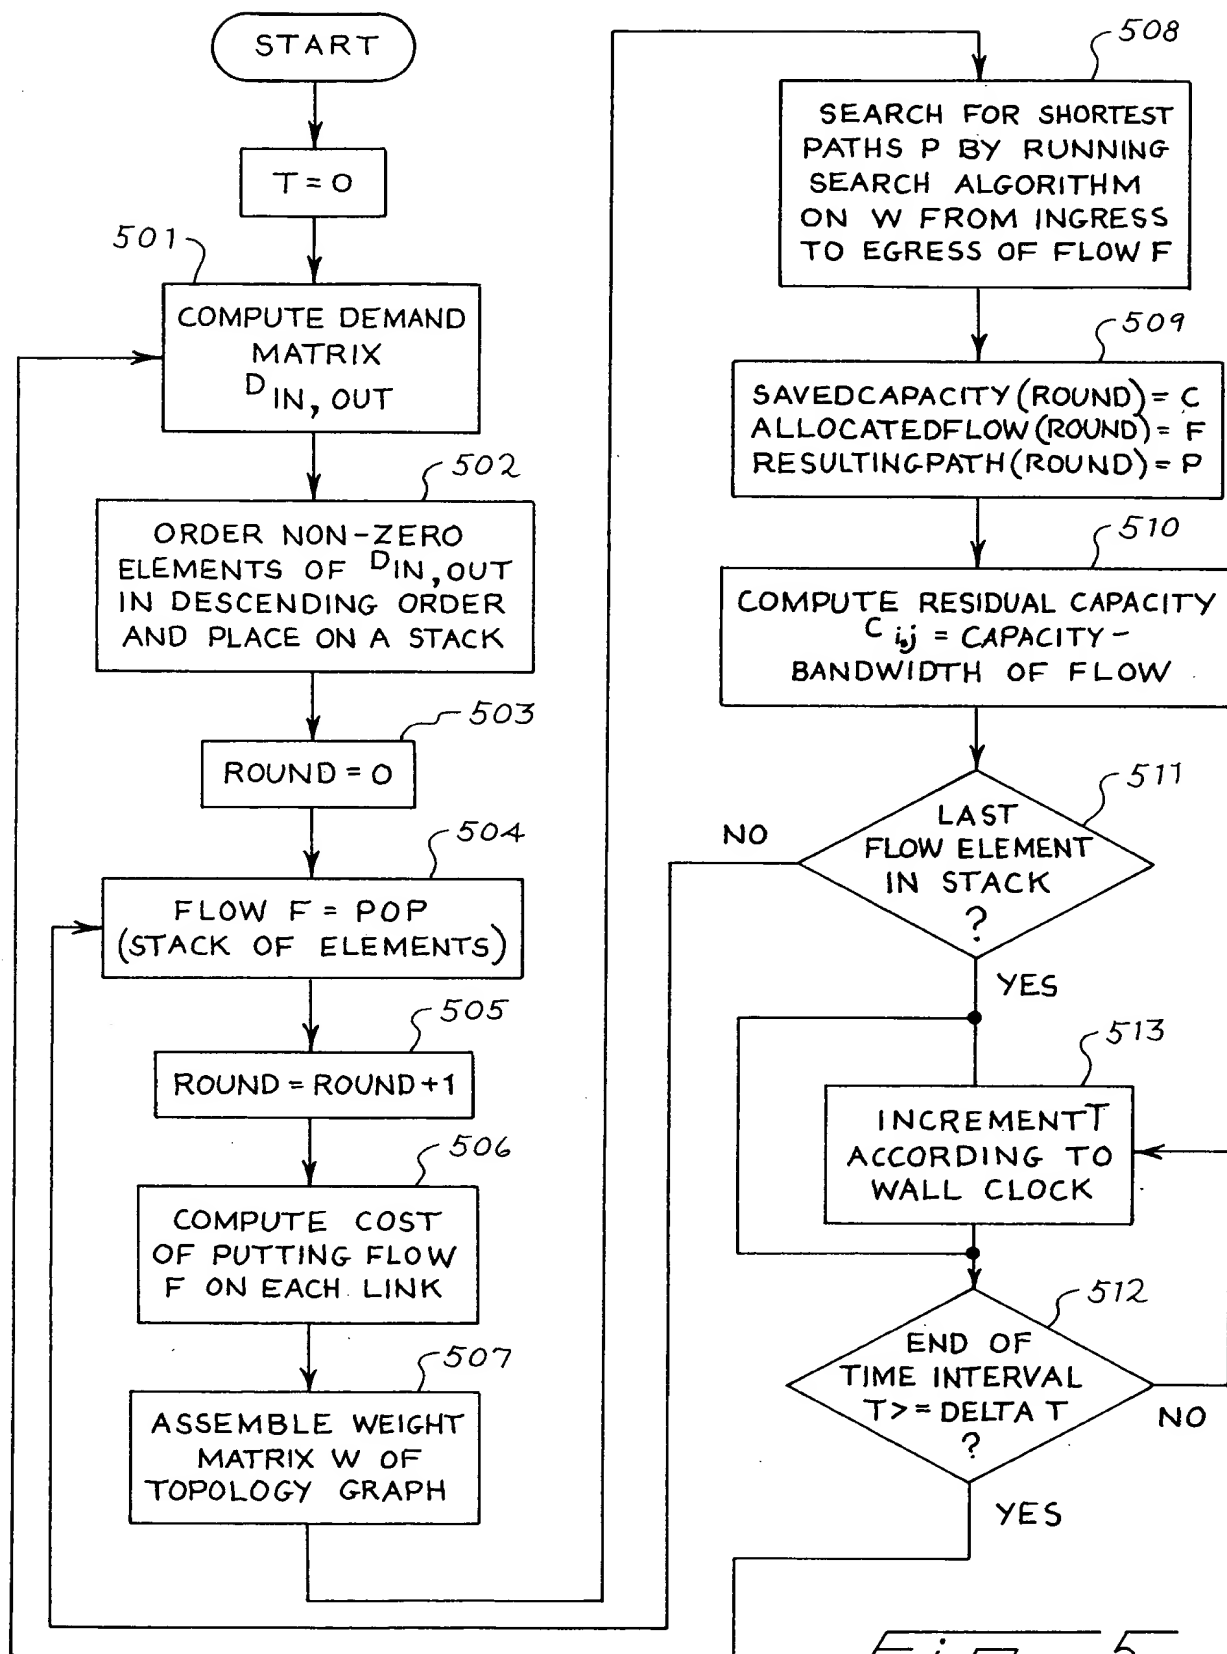 START
T = 0
501
COMPUTE DEMAND
MATRIX
D IN, OUT
502
ORDER NON-ZERO
ELEMENTS OF D IN, OUT
IN DESCENDING ORDER
AND PLACE ON A STACK
503
ROUND = 0
504
FLOW F = POP
(STACK OF ELEMENTS)
505
ROUND = ROUND+1
506
COMPUTE COST
OF PUTTING FLOW
F ON EACH LINK
507
ASSEMBLE WEIGHT
MATRIX W OF
TOPOLOGY GRAPH
508
SEARCH FOR SHORTEST
PATHS P BY RUNNING
SEARCH ALGORITHM
ON W FROM INGRESS
TO EGRESS OF FLOW F
509
SAVEDCAPACITY (ROUND) = C
ALLOCATEDFLOW (ROUND) = F
RESULTINGPATH (ROUND) = P
510
COMPUTE RESIDUAL CAPACITY
C i,j = CAPACITY -
BANDWIDTH OF FLOW
511
LAST
FLOW ELEMENT
IN STACK
?
NO
YES
513
INCREMENT T
ACCORDING TO
WALL CLOCK
512
END OF
TIME INTERVAL
T >= DELTA T
?
NO
YES
Fig. 5